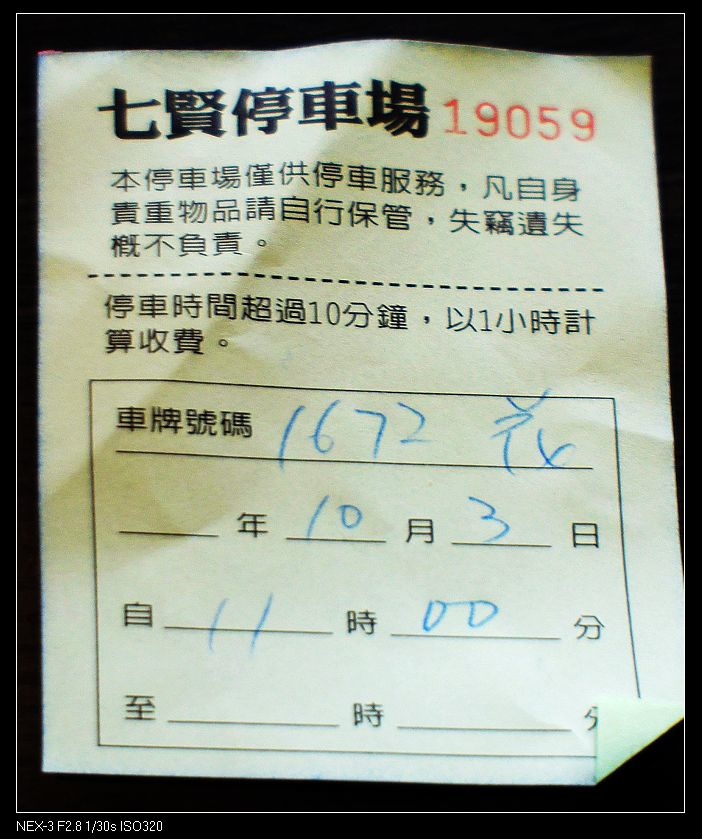 七賢停車場 19059
本停車場僅供停車服務，凡自身
貴重物品請自行保管，失竊遺失
概不負責。
停車時間超過10分鐘，以1小時計
算收費。
車牌號碼 1672
年 10 月 3 日
自 11 時 00 分
至 時
NEX-3 F2.8 1/30s ISO320